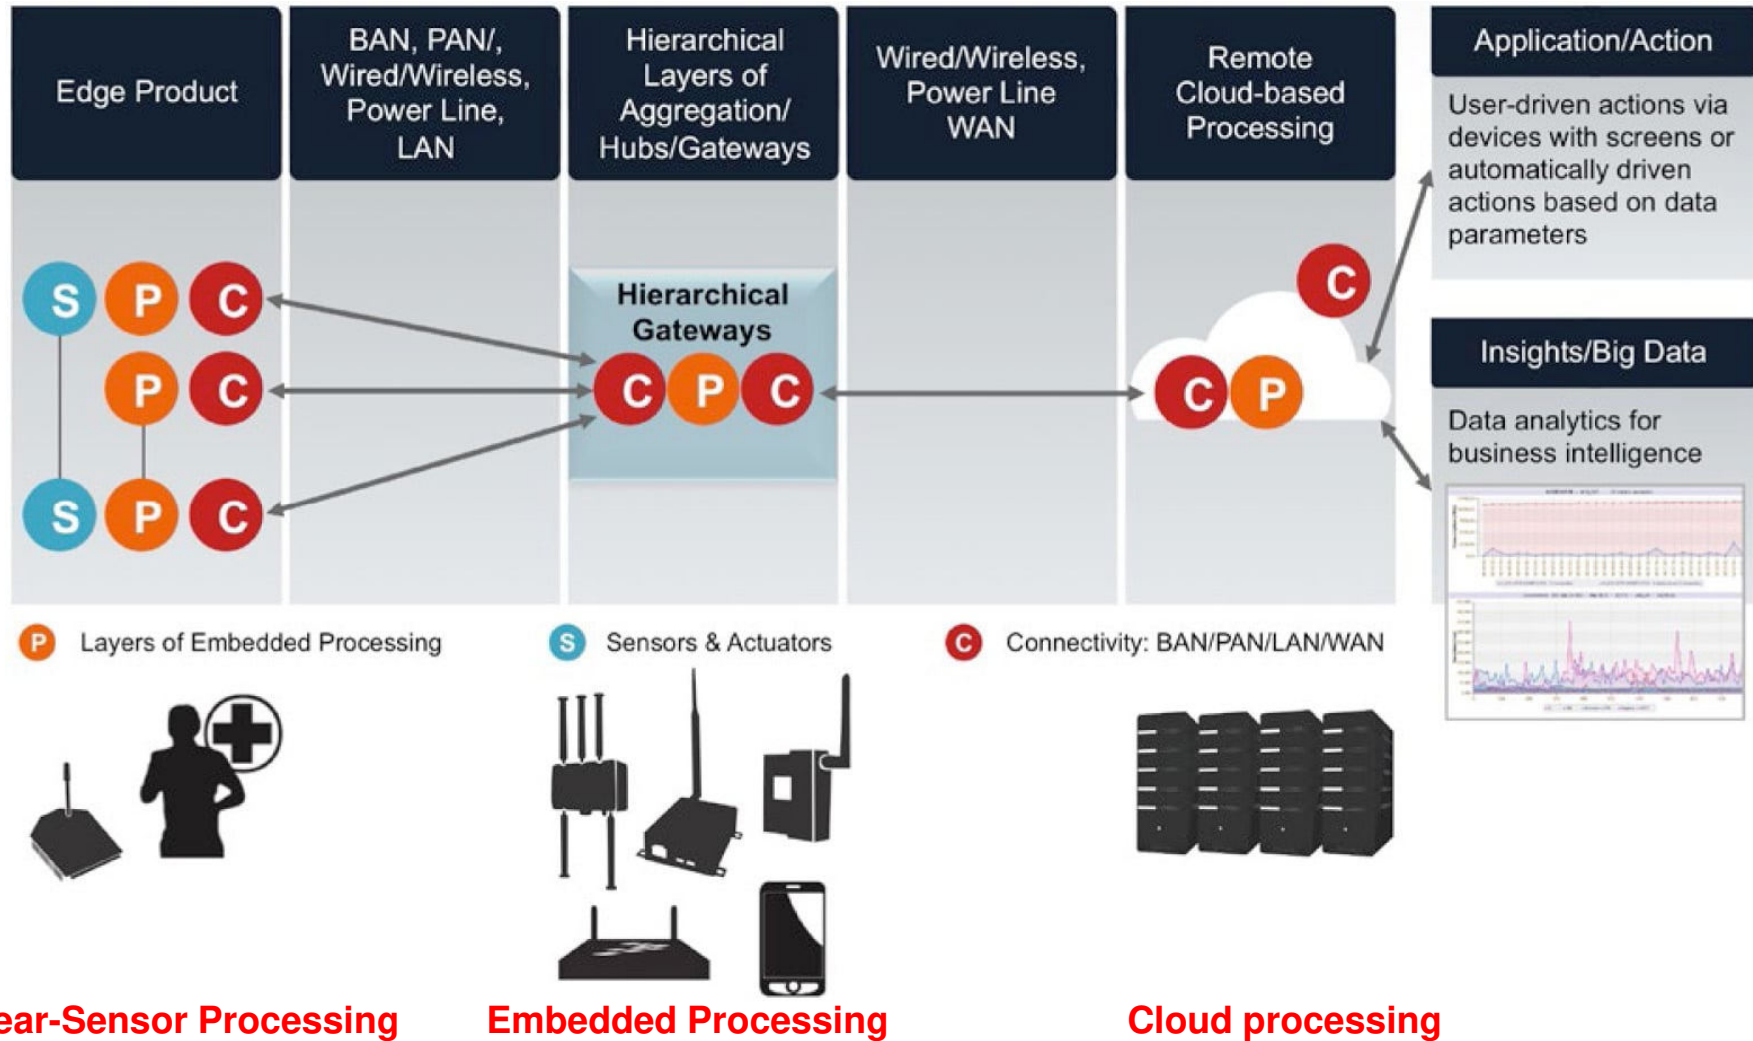 Edge Product
BAN, PAN/,
Wired/Wireless,
Power Line,
LAN
Hierarchical
Layers of
Aggregation/
Hubs/Gateways
Wired/Wireless,
Power Line
WAN
Remote
Cloud-based
Processing
Application/Action
User-driven actions via
devices with screens or
automatically driven
actions based on data
parameters
S P C
P C
S P C
Hierarchical
Gateways
C P C
C
C P
Insights/Big Data
Data analytics for
business intelligence
P Layers of Embedded Processing
S Sensors & Actuators
C Connectivity: BAN/PAN/LAN/WAN
ear-Sensor Processing
Embedded Processing
Cloud processing